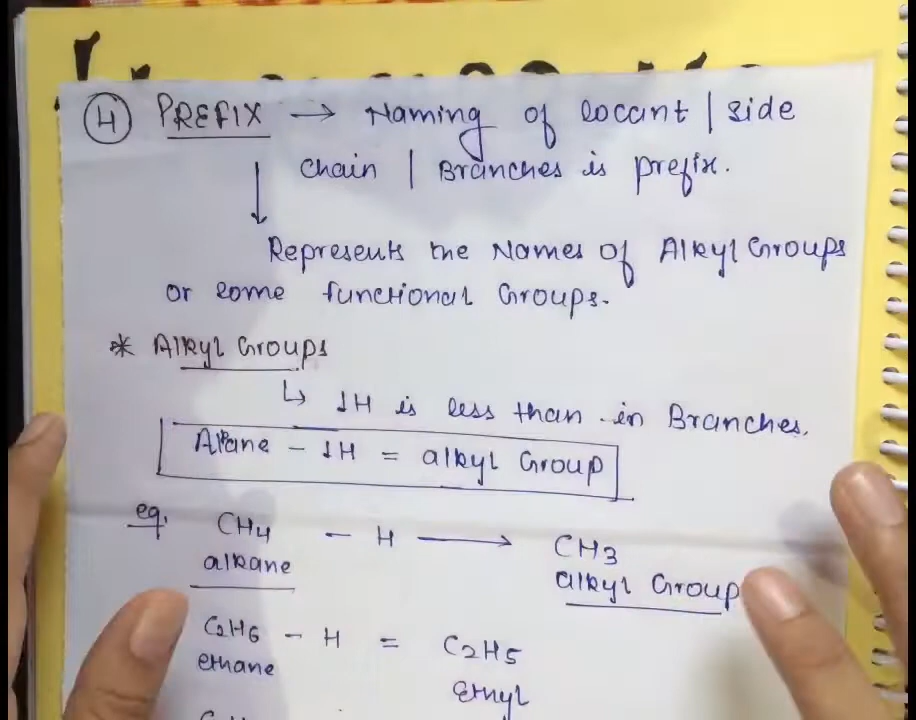 4 PREFIX → Naming of locant | side
chain | Branches is prefix.
Represents the Names of Alkyl Groups
or some functional Groups.
* Alkyl Groups
↳ 1H is less than in Branches.
Alkane - 1H = alkyl Group
eg. CH4 - H → CH3
alkane alkyl Group
C2H6 - H = C2H5
ethane Ethyl